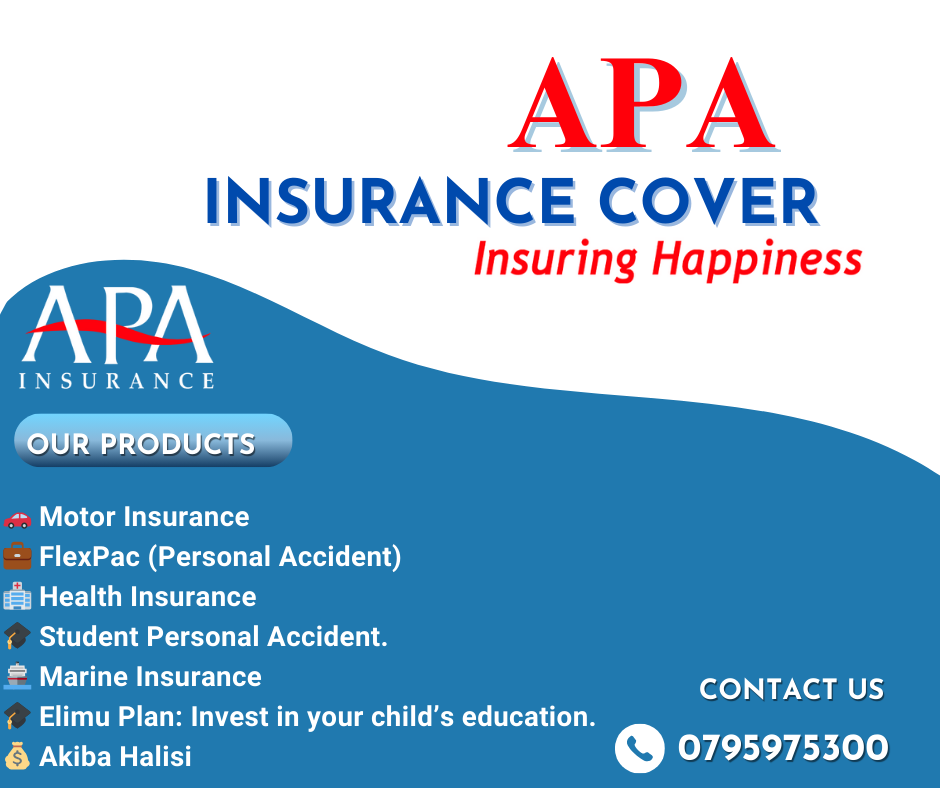 APA
INSURANCE COVER
Insuring Happiness
APA
INSURANCE
OUR PRODUCTS
Motor Insurance
FlexPac (Personal Accident)
Health Insurance
Student Personal Accident.
Marine Insurance
Elimu Plan: Invest in your child’s education.
Akiba Halisi
CONTACT US
0795975300